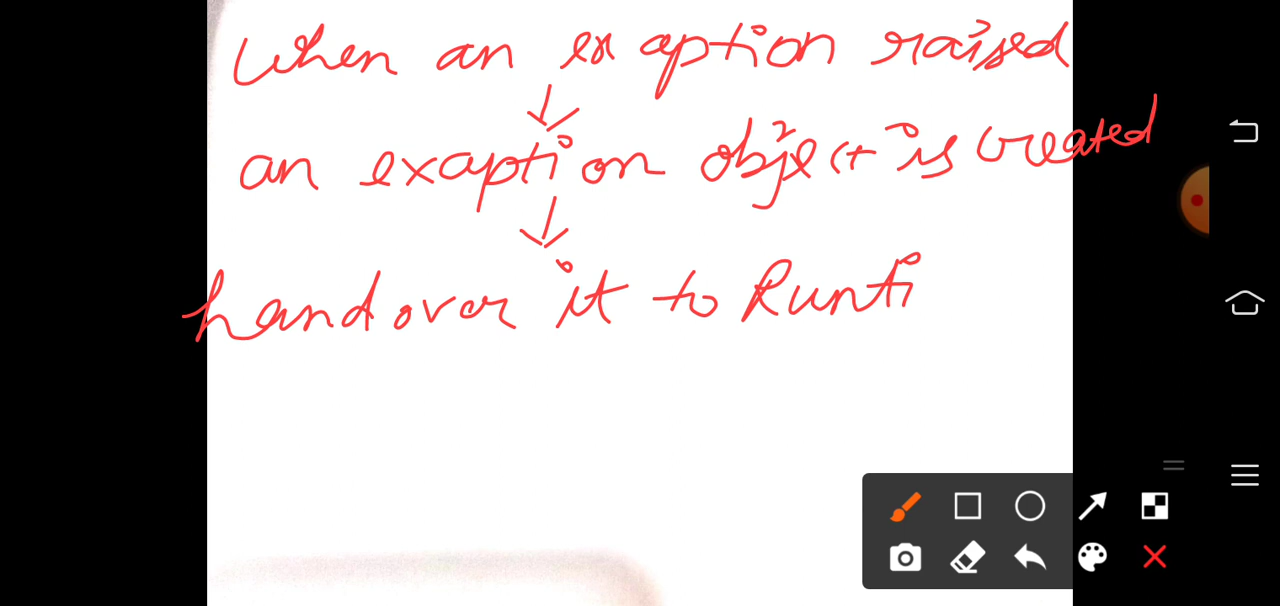 When an exaption raised
an exaption object is created
handover it to Runti